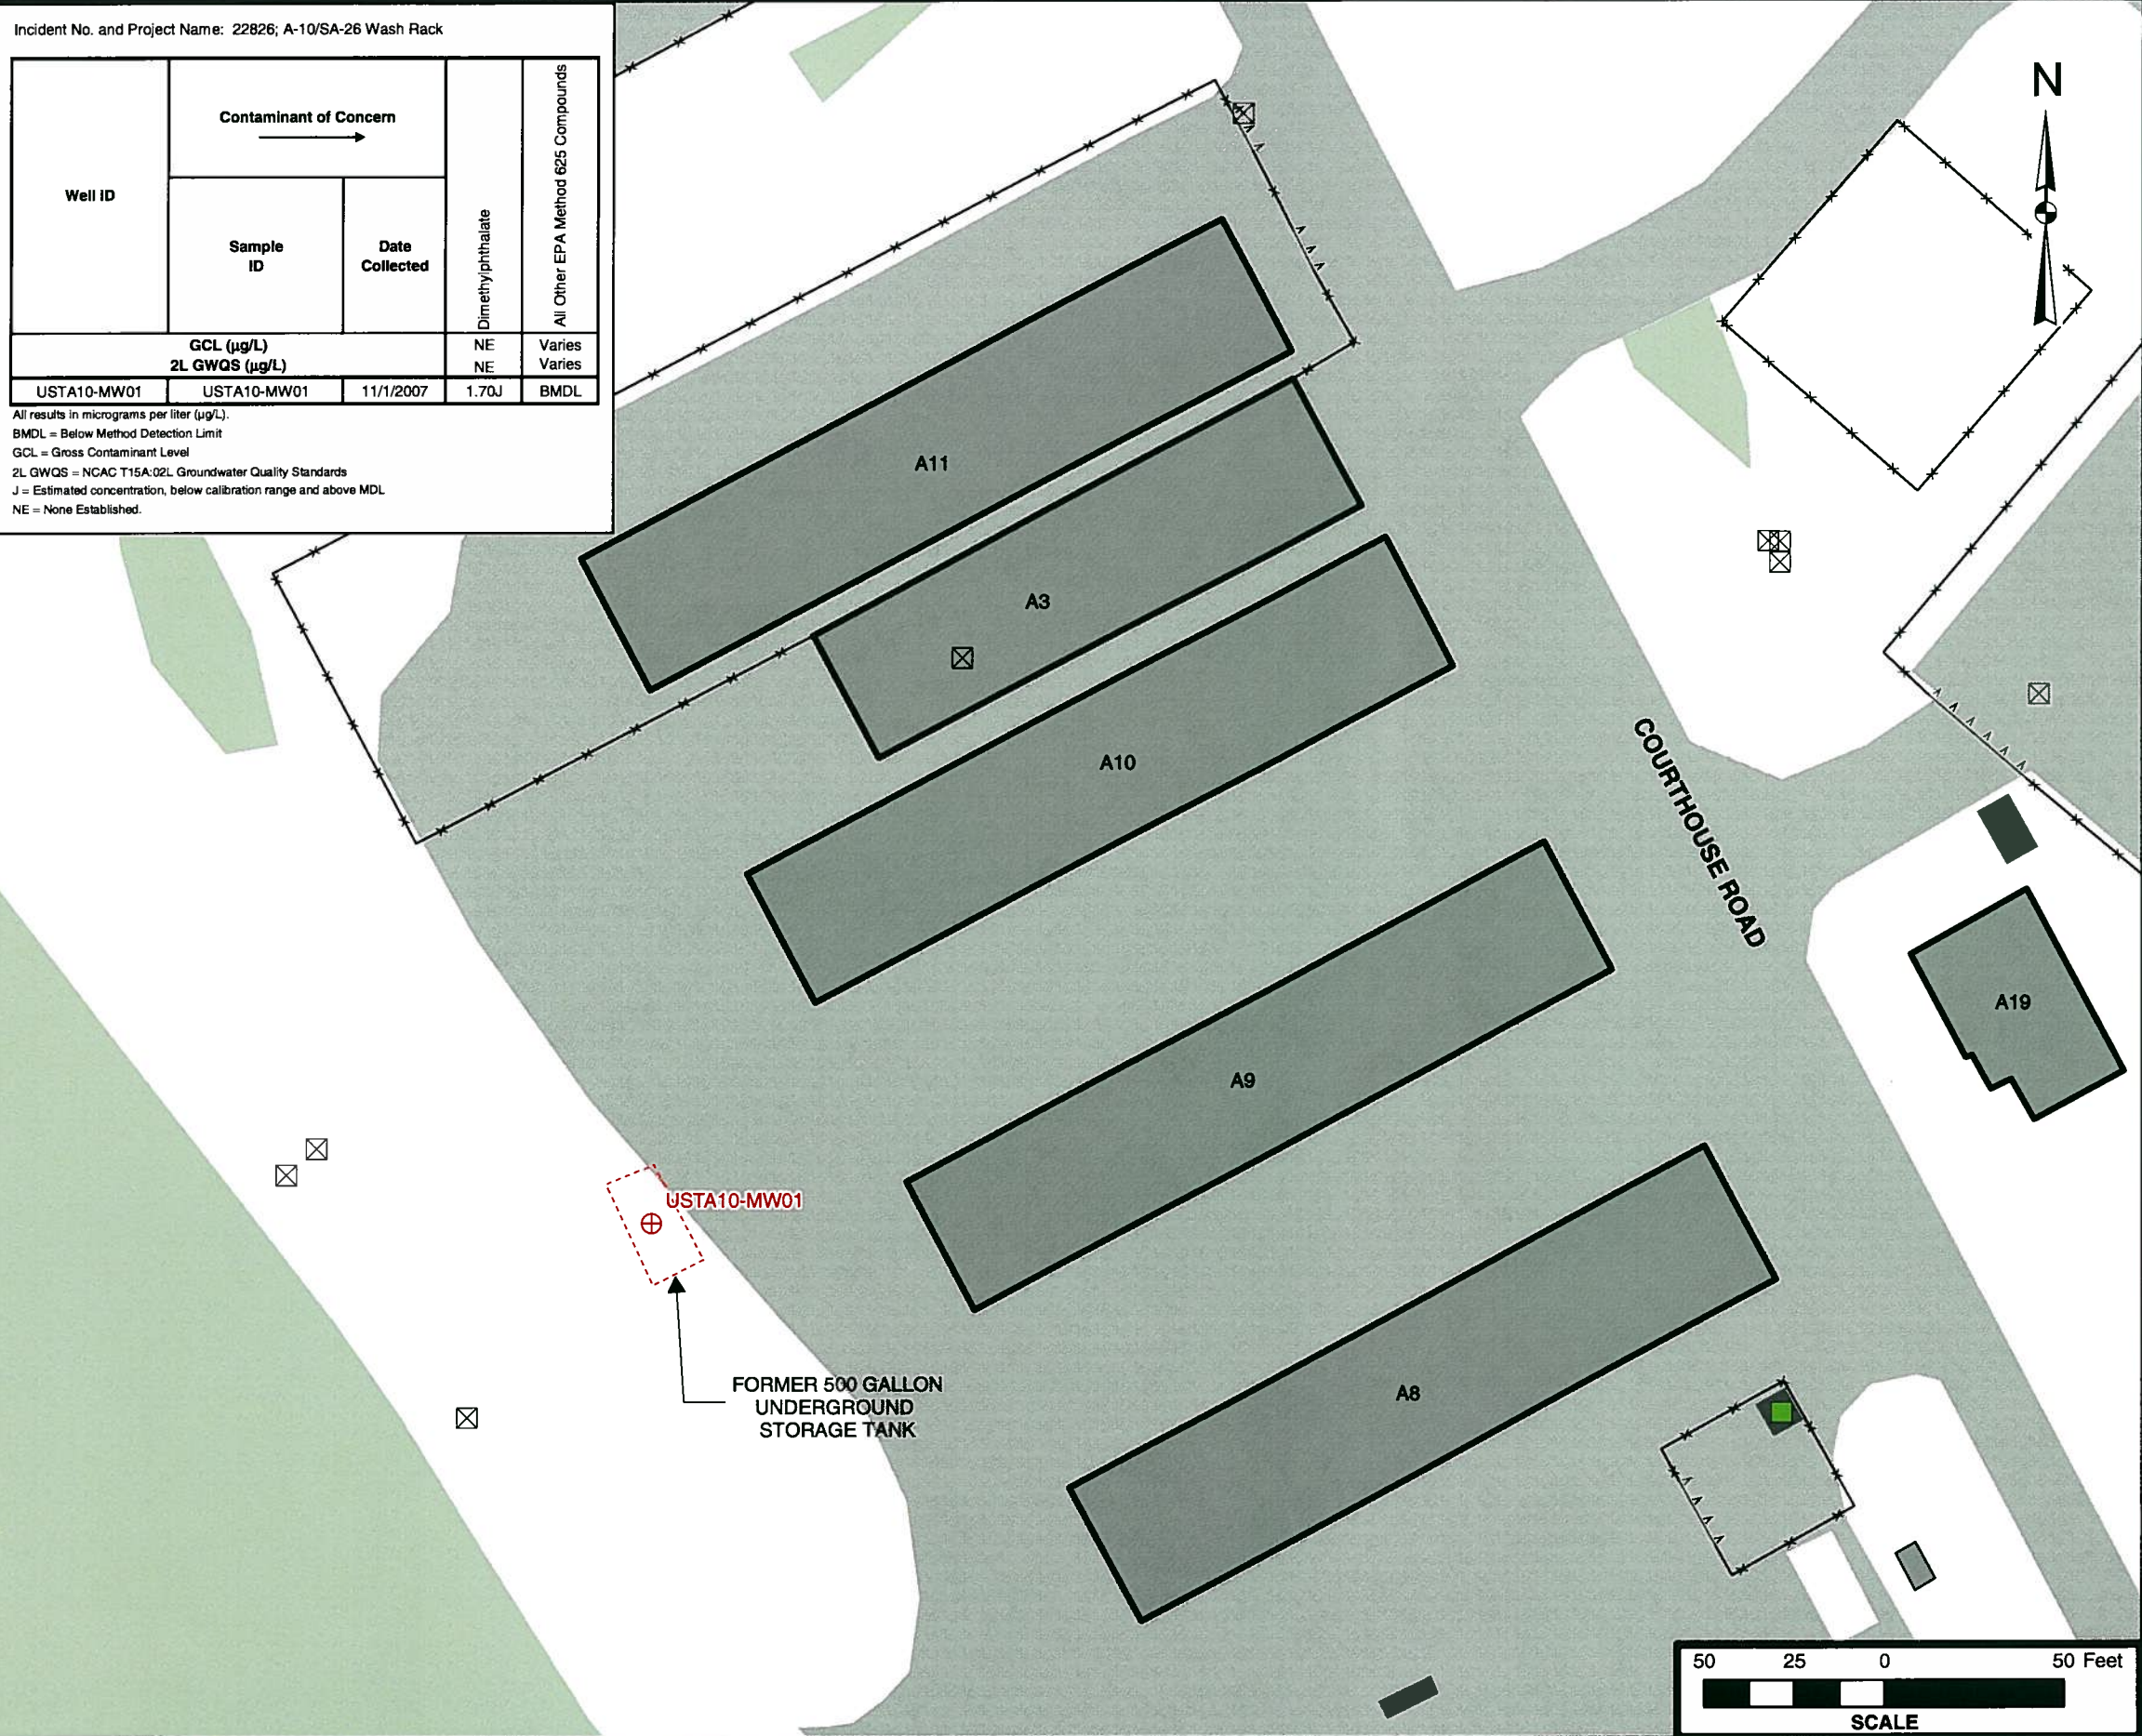 Incident No. and Project Name: 22826; A-10/SA-26 Wash Rack
Well ID
Contaminant of Concern
Sample
ID
Date
Collected
Dimethylphthalate
All Other EPA Method 625 Compounds
GCL (µg/L) NE Varies
2L GWQS (µg/L) NE Varies
USTA10-MW01 USTA10-MW01 11/1/2007 1.70J BMDL
All results in micrograms per liter (µg/L).
BMDL = Below Method Detection Limit
GCL = Gross Contaminant Level
2L GWQS = NCAC T15A:02L Groundwater Quality Standards
J = Estimated concentration, below calibration range and above MDL
NE = None Established.
N
A11
A3
A10
COURTHOUSE ROAD
A19
A9
USTA10-MW01
FORMER 500 GALLON
UNDERGROUND
STORAGE TANK
A8
50 25 0 50 Feet
SCALE